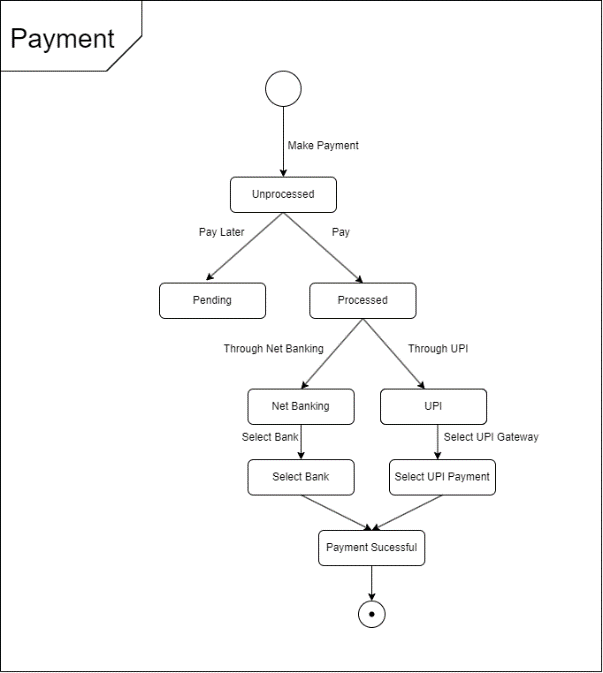 Payment
Make Payment
Unprocessed
Pay Later
Pay
Pending
Processed
Through Net Banking
Through UPI
Net Banking
UPI
Select Bank
Select UPI Gateway
Select Bank
Select UPI Payment
Payment Sucessful